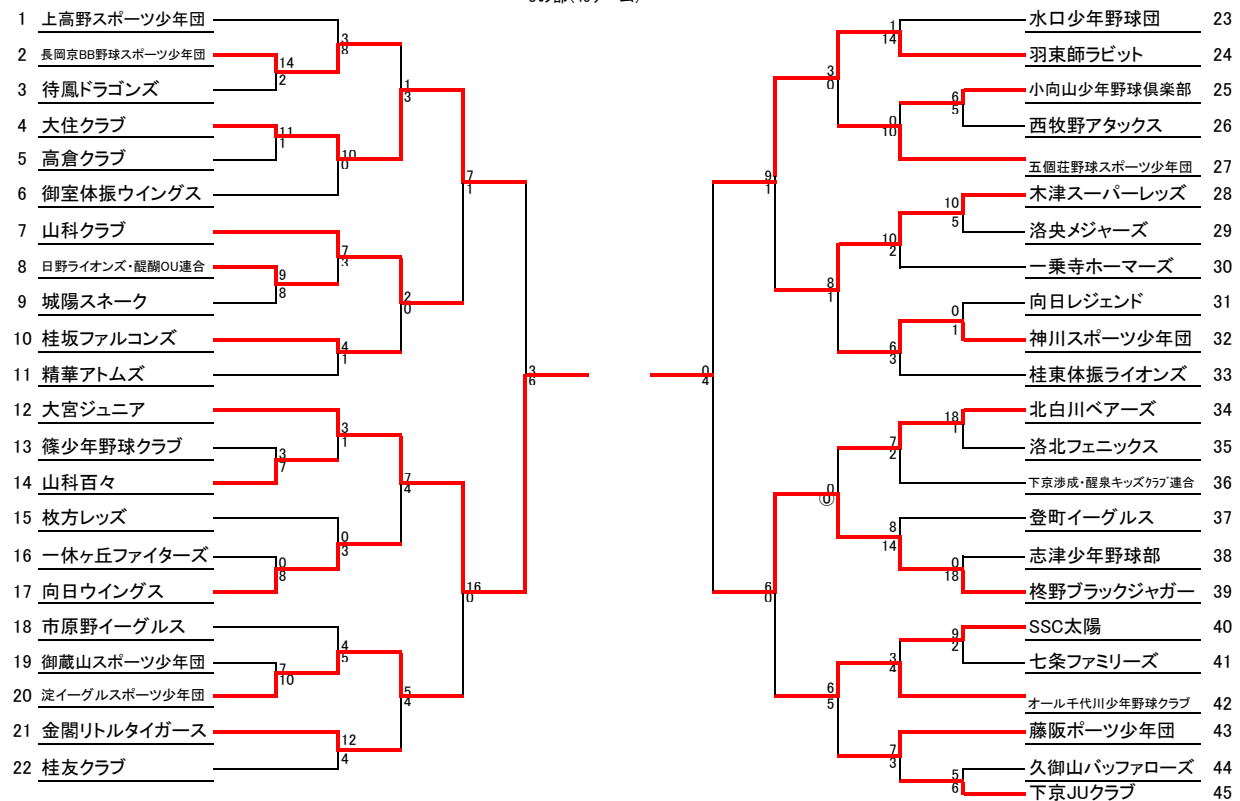 1 上高野スポーツ少年団
2 長岡京BB野球スポーツ少年団
3 待鳳ドラゴンズ
4 大住クラブ
5 高倉クラブ
6 御室体振ウイングス
7 山科クラブ
8 日野ライオンズ・醍醐OU連合
9 城陽スネーク
10 桂坂ファルコンズ
11 精華アトムズ
12 大宮ジュニア
13 篠少年野球クラブ
14 山科百々
15 枚方レッズ
16 一休ヶ丘ファイターズ
17 向日ウイングス
18 市原野イーグルス
19 御蔵山スポーツ少年団
20 淀イーグルスポーツ少年団
21 金閣リトルタイガース
22 桂友クラブ
3
8
14
2
11
1
10
0
1
3
7
3
9
8
4
1
2
0
7
1
3
1
3
7
0
3
0
8
7
4
4
5
7
10
12
4
5
4
16
0
3
6
0
4
9
1
3
0
1
14
0
10
6
5
8
1
10
2
10
5
6
3
0
1
6
0
0
⓪
7
2
18
1
8
14
0
18
6
5
3
4
9
2
7
3
5
6
水口少年野球団 23
羽束師ラビット 24
小向山少年野球倶楽部 25
西牧野アタックス 26
五個荘野球スポーツ少年団 27
木津スーパーレッズ 28
洛央メジャーズ 29
一乗寺ホーマーズ 30
向日レジェンド 31
神川スポーツ少年団 32
桂東体振ライオンズ 33
北白川ベアーズ 34
洛北フェニックス 35
下京渉成・醒泉キッズクラブ連合 36
登町イーグルス 37
志津少年野球部 38
柊野ブラックジャガー 39
SSC太陽 40
七条ファミリーズ 41
オール千代川少年野球クラブ 42
藤阪ポーツ少年団 43
久御山バッファローズ 44
下京JUクラブ 45